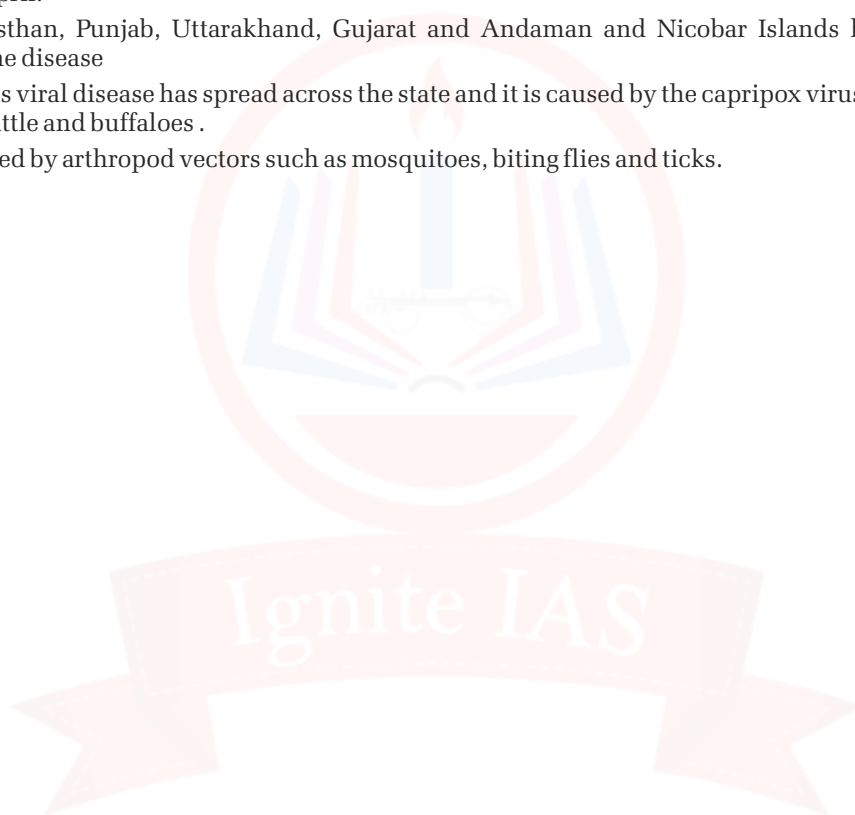 sthan, Punjab, Uttarakhand, Gujarat and Andaman and Nicobar Islands
disease
s viral disease has spread across the state and it is caused by the capripox virus
ttle and buffaloes .
ed by arthropod vectors such as mosquitoes, biting flies and ticks.
Ignite IAS